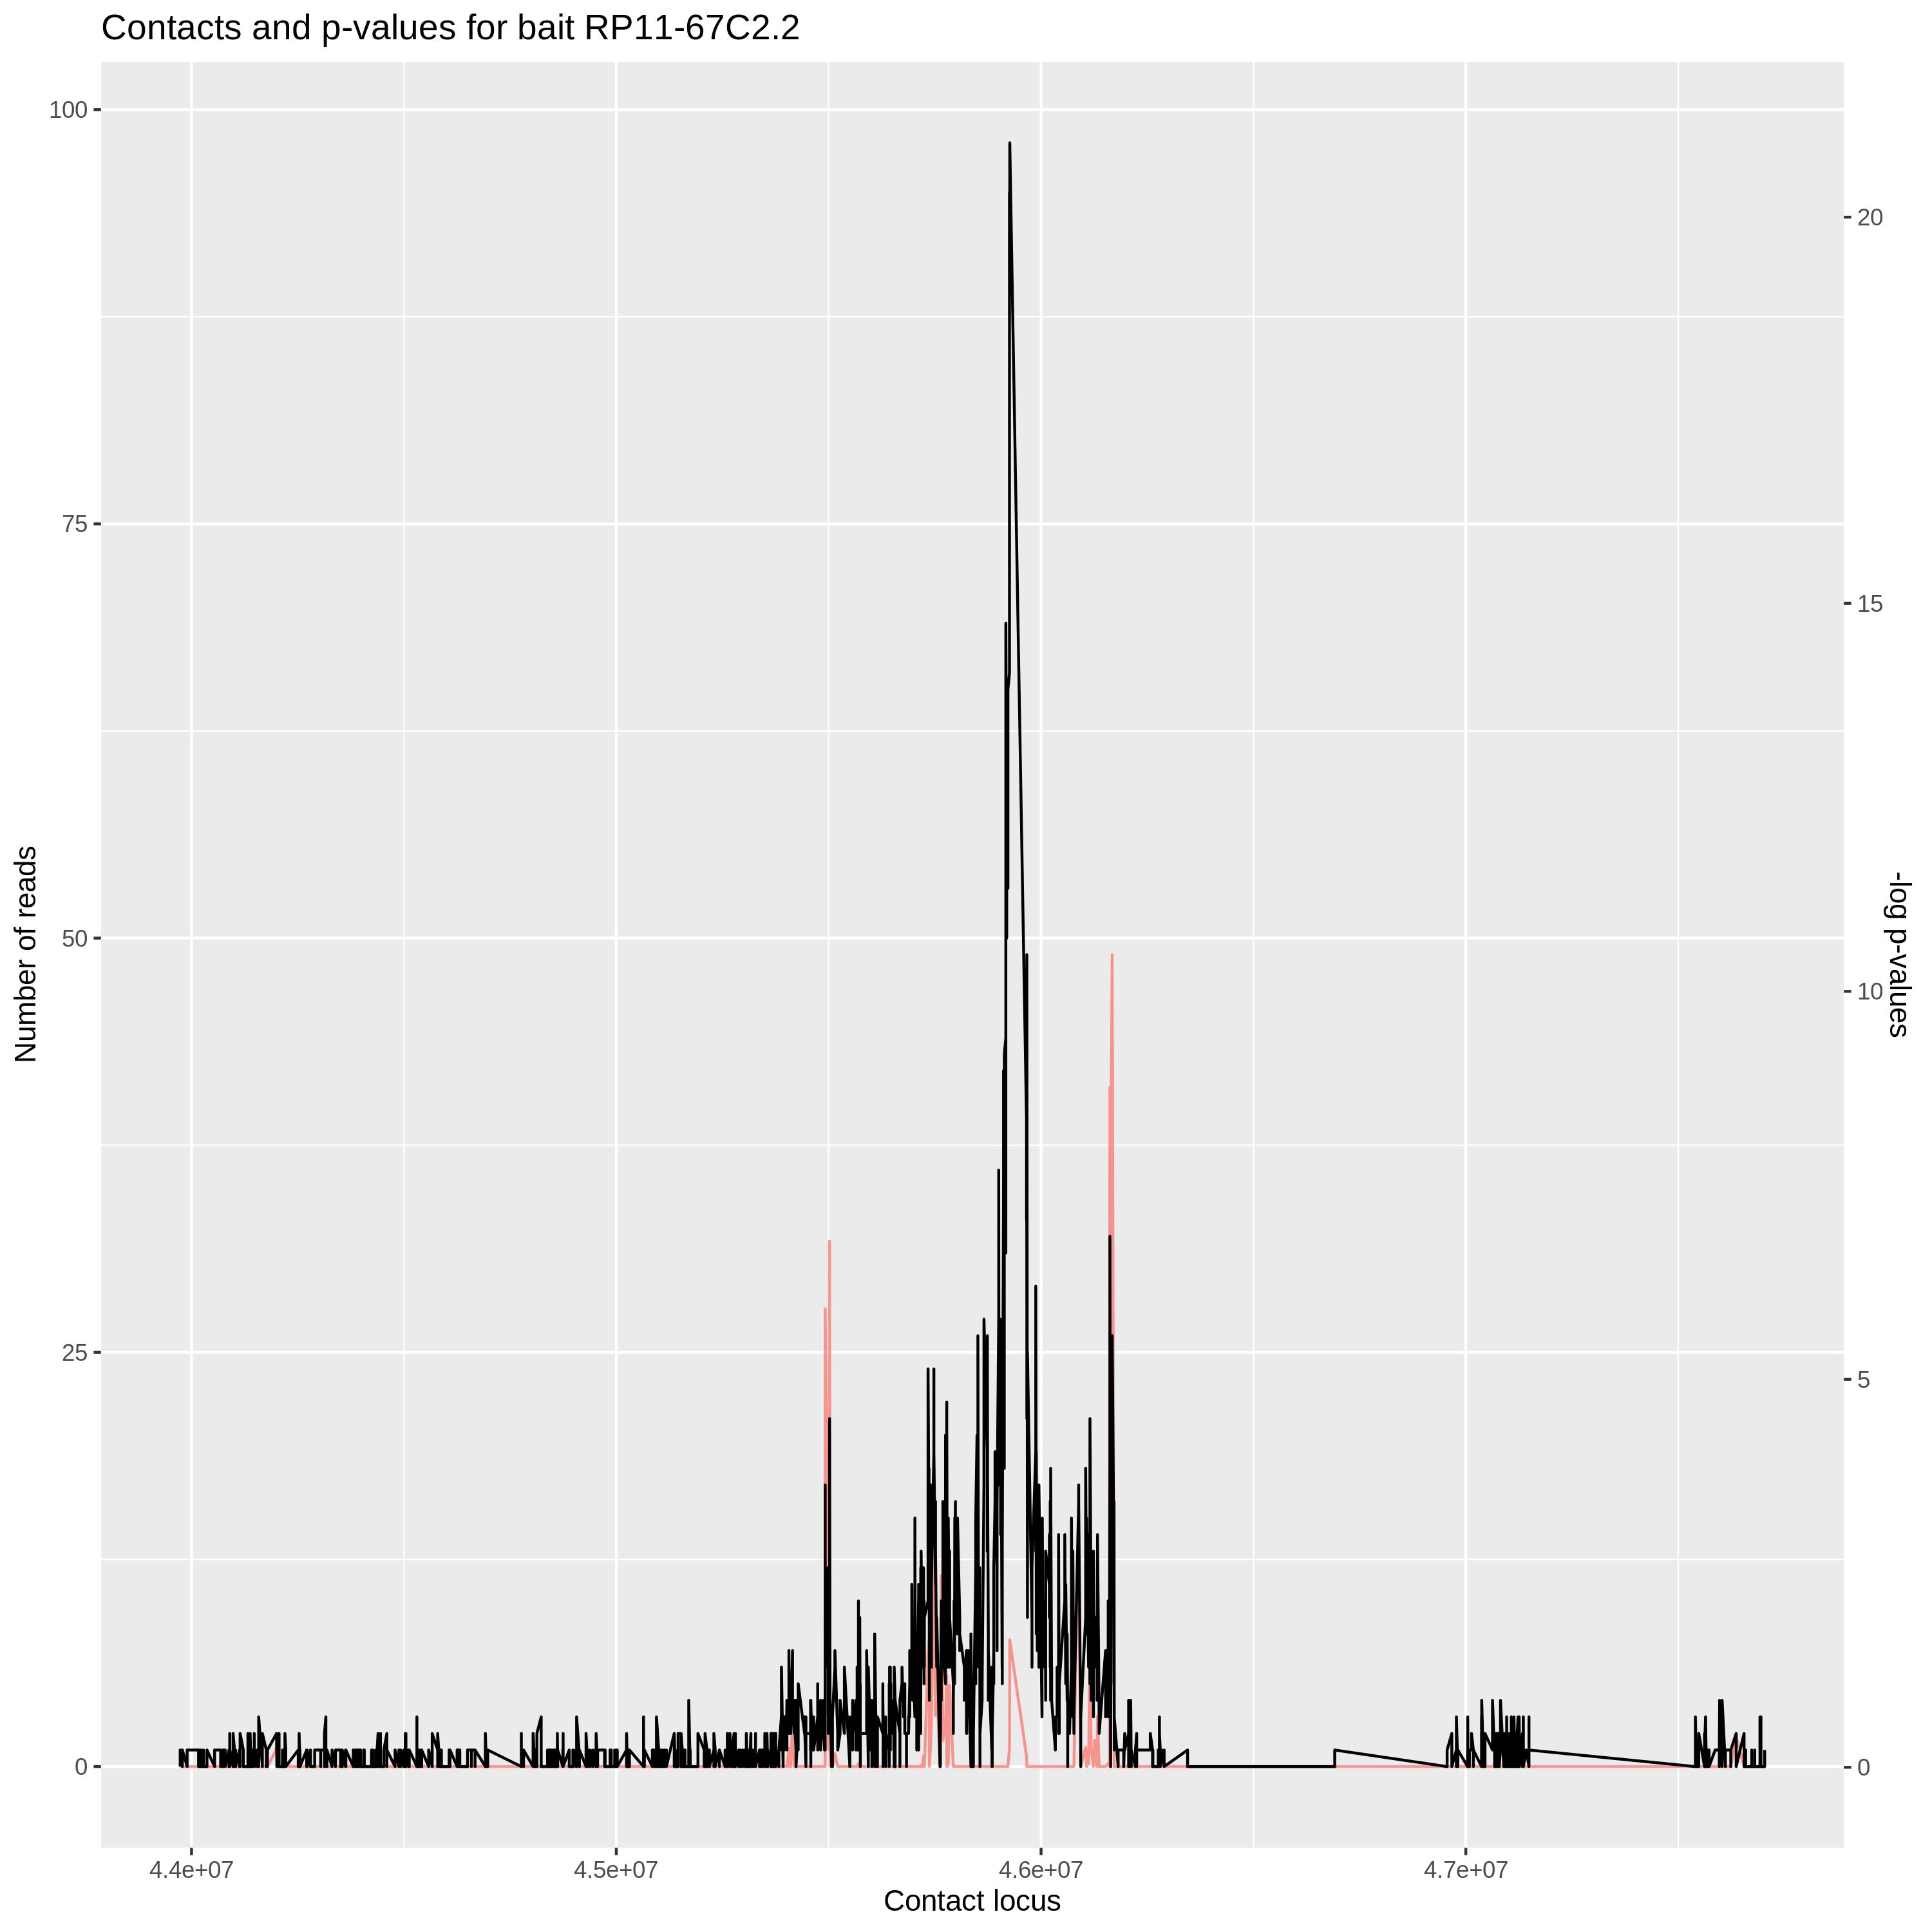 Contacts and p-values for bait RP11-67C2.2
100
75
50
25
0
Number of reads
20
15
10
5
0
-log p-values
4.4e+07
4.5e+07
4.6e+07
4.7e+07
Contact locus